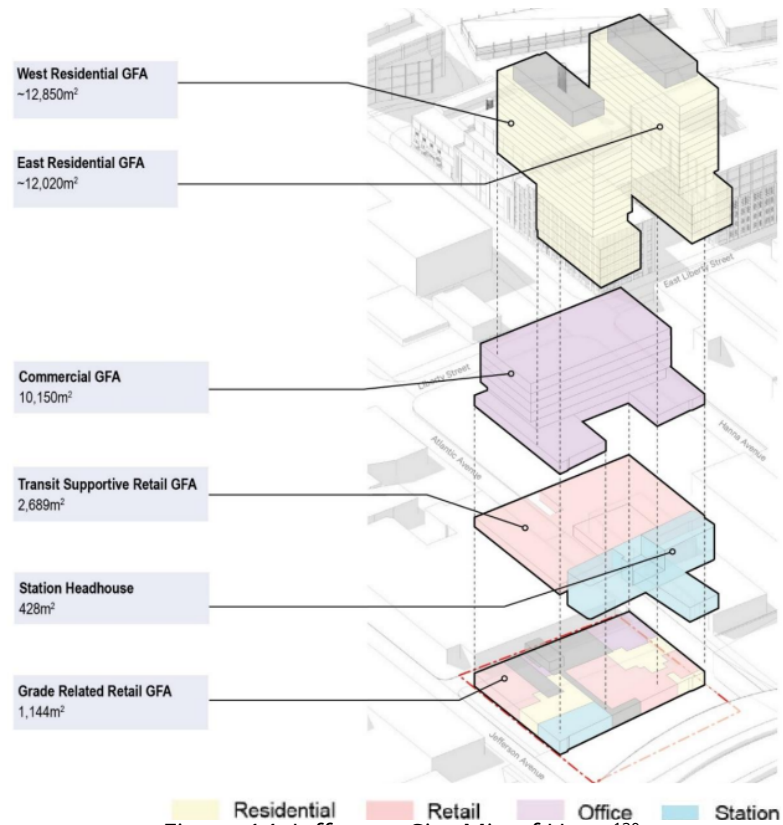 West Residential GFA
~12,850m²
East Residential GFA
~12,020m²
East Liberty Street
Commercial GFA
10,150m²
Liberty Street
Hanna Avenue
Atlantic Avenue
Transit Supportive Retail GFA
2,689m²
Station Headhouse
428m²
Grade Related Retail GFA
1,144m²
Jefferson Avenue
Residential
Retail
Office
Station